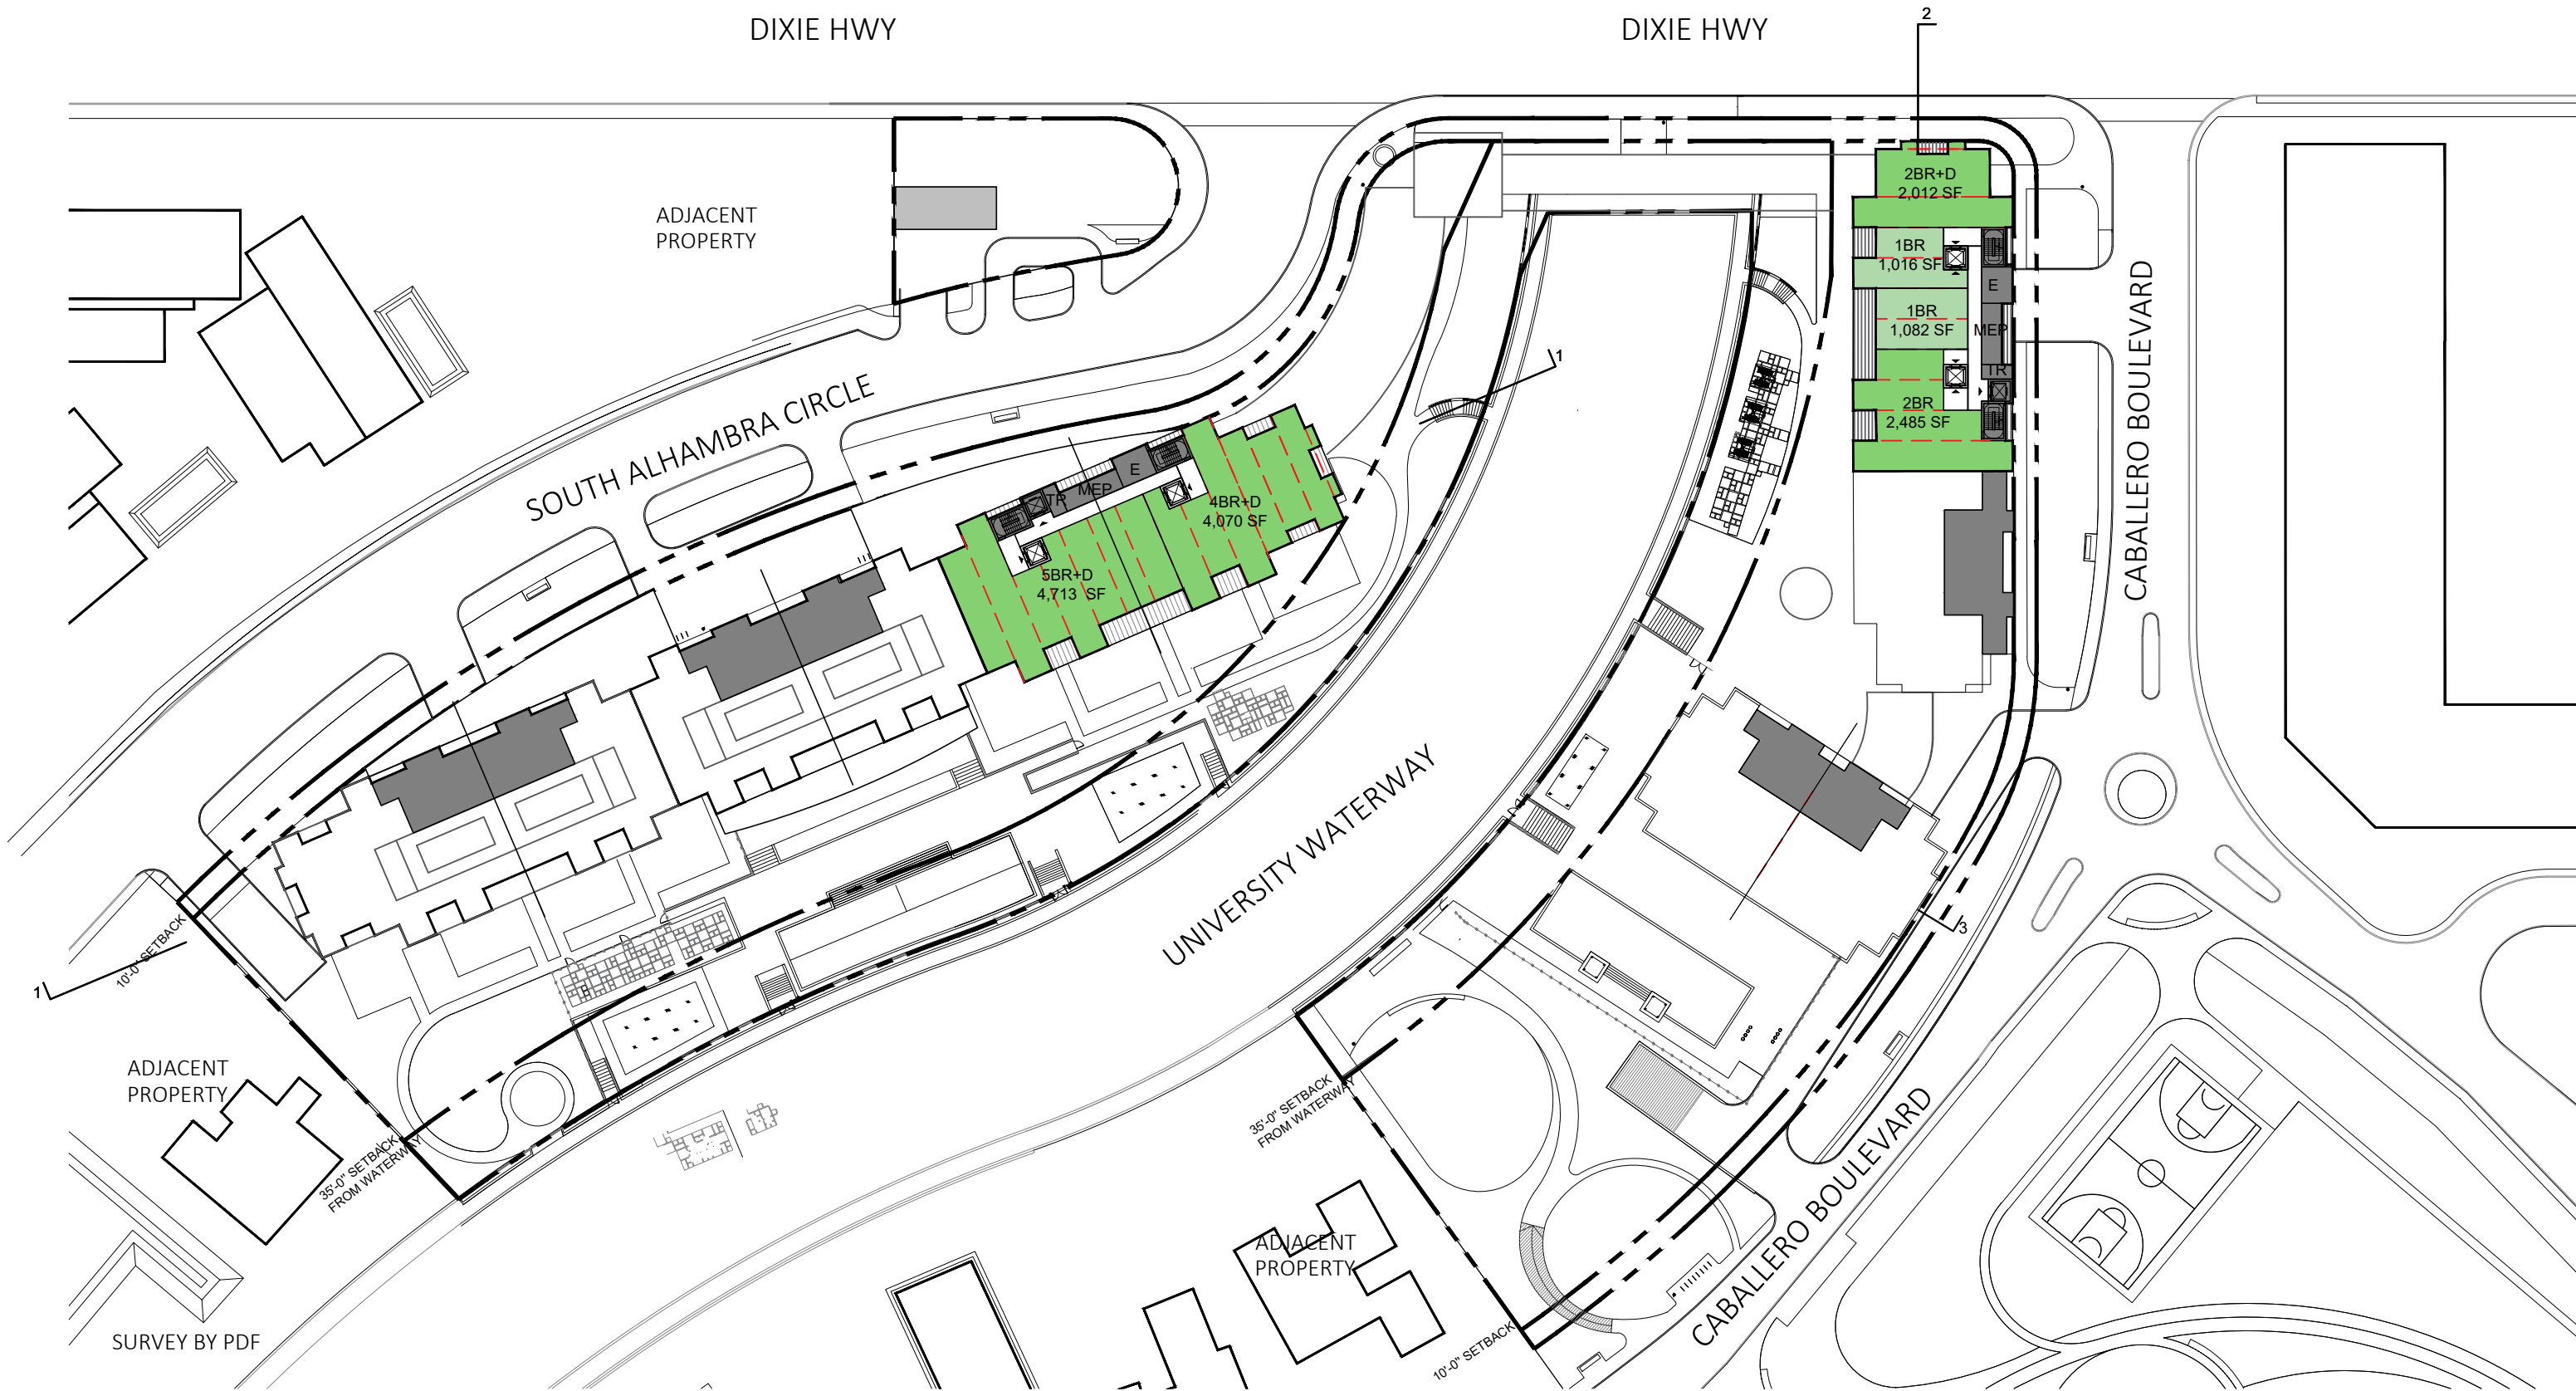 DIXIE HWY
DIXIE HWY
2
2BR+D
2,012 SF
ADJACENT
PROPERTY
1BR
1,016 SF
E
1BR
1,082 SF
MEP
TR
2BR
2,485 SF
CABALLERO BOULEVARD
1
SOUTH ALHAMBRA CIRCLE
E
MEP
TR
4BR+D
4,070 SF
5BR+D
4,713 SF
UNIVERSITY WATERWAY
3
10'-0" SETBACK
1
ADJACENT
PROPERTY
35'-0" SETBACK
FROM WATERWAY
35'-0" SETBACK
FROM WATERWAY
ADJACENT
PROPERTY
CABALLERO BOULEVARD
10'-0" SETBACK
SURVEY BY PDF